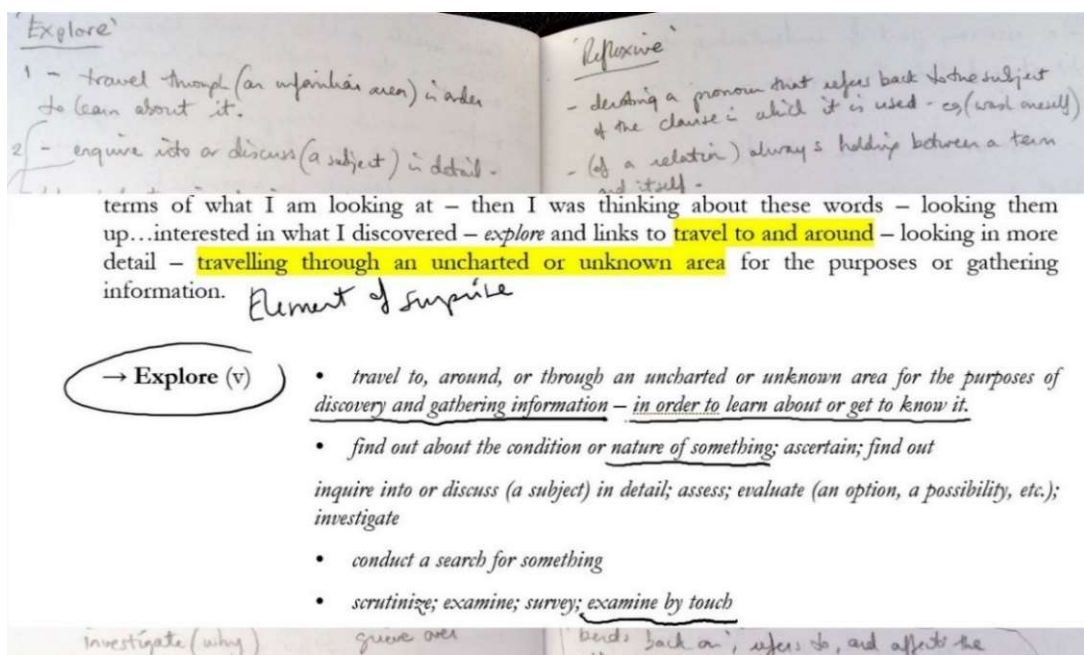 'Explore'
1 - travel through (an unfamiliar area) in order
to learn about it.
2 - enquire into or discuss (a subject) in detail -
'Reflexive'
- denoting a pronoun that refers back to the subject
of the clause in which it is used - eg (wash oneself)
- (of a relation) always holding between a term
and itself -
terms of what I am looking at – then I was thinking about these words – looking them
up…interested in what I discovered – explore and links to travel to and around – looking in more
detail – travelling through an uncharted or unknown area for the purposes or gathering
information. Element of surprise
→ Explore (v)
• travel to, around, or through an uncharted or unknown area for the purposes of
discovery and gathering information – in order to learn about or get to know it.
• find out about the condition or nature of something; ascertain; find out
inquire into or discuss (a subject) in detail; assess; evaluate (an option, a possibility, etc.);
investigate
• conduct a search for something
• scrutinize; examine; survey; examine by touch
investigate (why) grieve over
'bends back on', refers to, and affects the